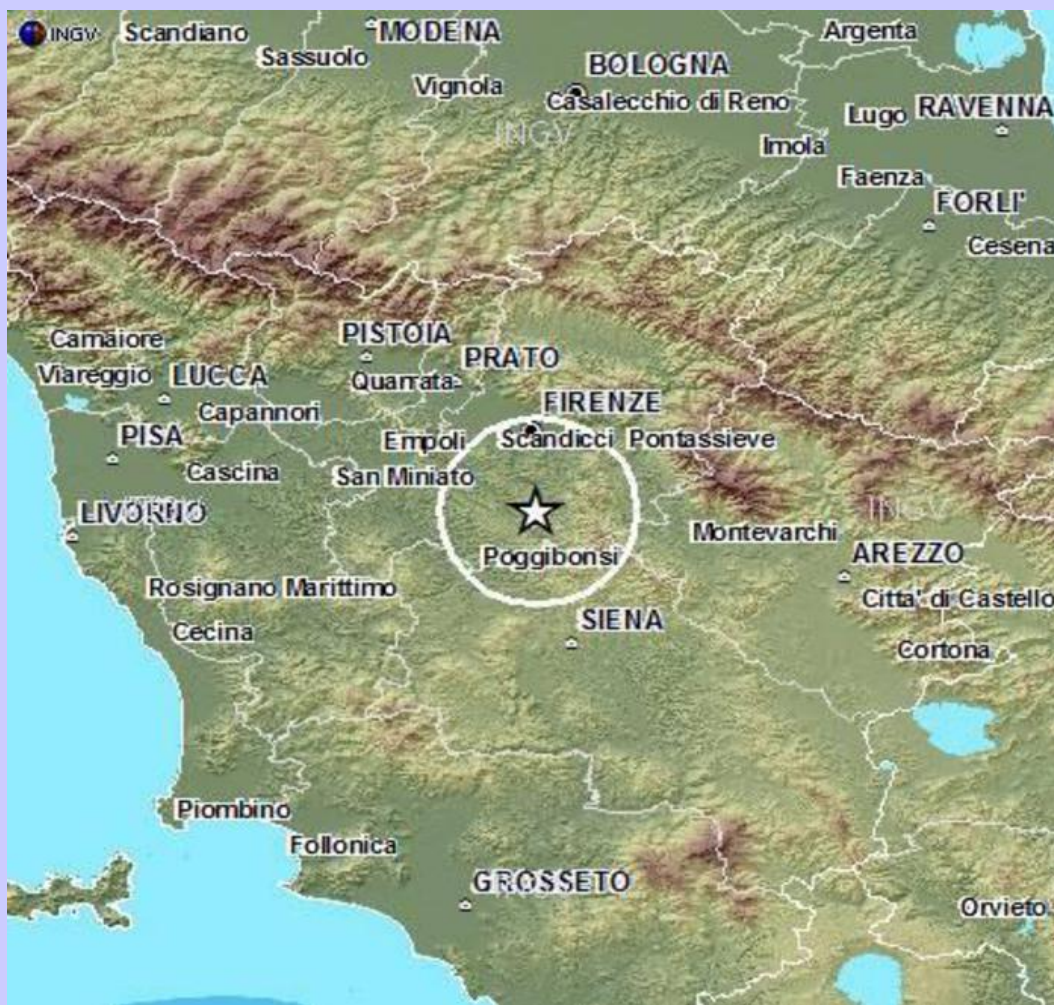 INGV
Scandiano
MODENA
Argenta
Sassuolo
BOLOGNA
Vignola
Casalecchio di Reno
Lugo
RAVENNA
INGV
Imola
Faenza
FORLI'
Cesena
Camaiore
PISTOIA
PRATO
Viareggio
LUCCA
Quarrata
Capannori
FIRENZE
PISA
Empoli
Scandicci
Pontassieve
Cascina
San Miniato
LIVORNO
INGV
Montevarchi
Poggibonsi
AREZZO
Rosignano Marittimo
Citta' di Castello
SIENA
Cecina
Cortona
Piombino
Follonica
GROSSETO
Orvieto